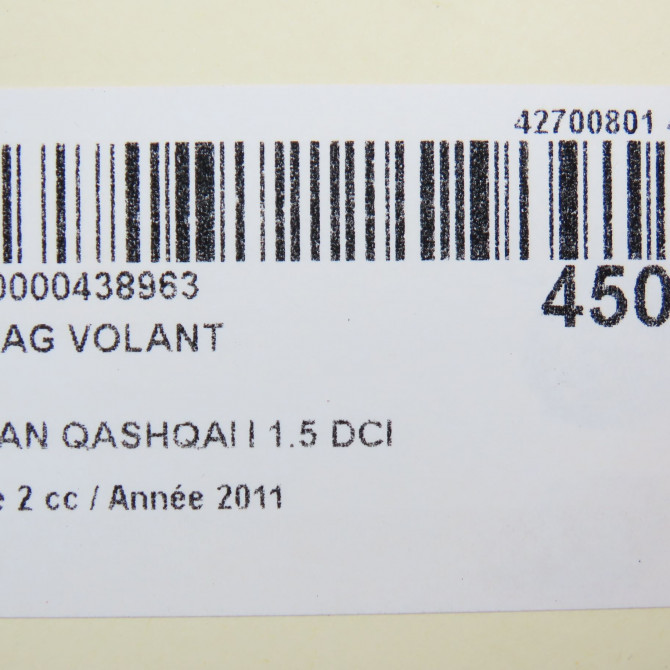 42700801
0000438963
450
AG VOLANT
AN QASHQAI I 1.5 DCI
e 2 cc / Année 2011